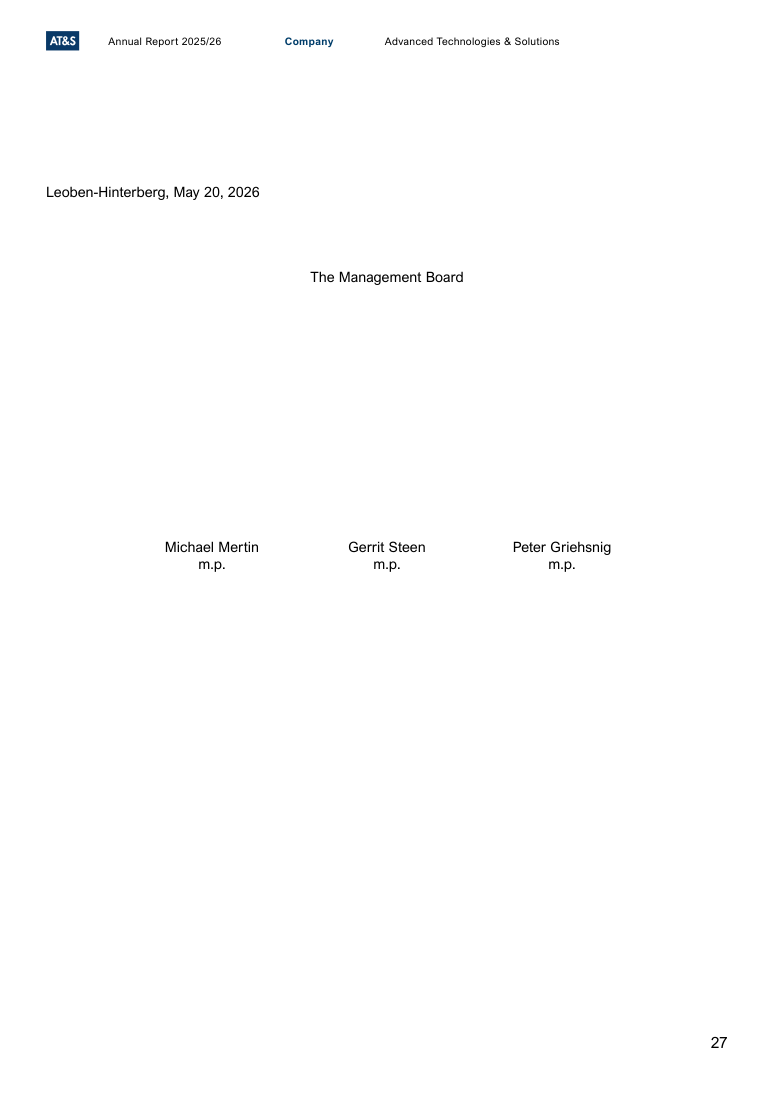 AT&S Annual Report 2025/26 Company Advanced Technologies & Solutions
Leoben-Hinterberg, May 20, 2026
The Management Board
Michael Mertin Gerrit Steen Peter Griehsnig
m.p. m.p. m.p.
27